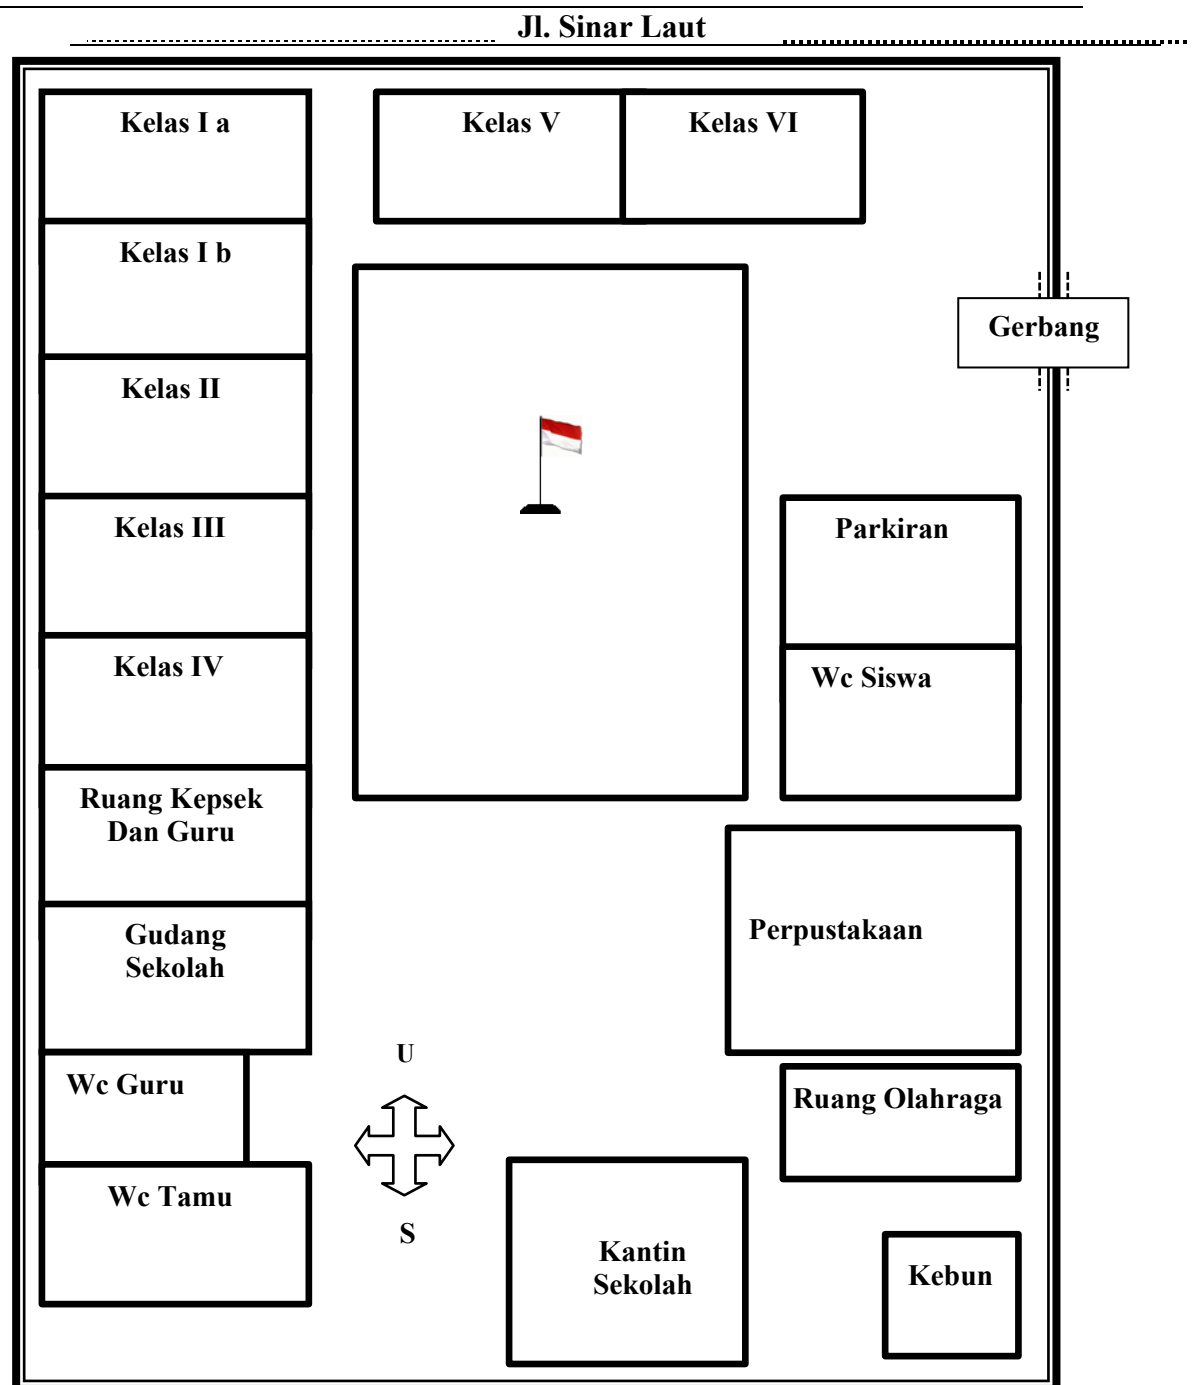 Jl. Sinar Laut
Kelas I a
Kelas V
Kelas VI
Kelas I b
Gerbang
Kelas II
Kelas III
Parkiran
Kelas IV
Wc Siswa
Ruang Kepsek
Dan Guru
Gudang
Sekolah
Perpustakaan
U
Wc Guru
Ruang Olahraga
Wc Tamu
S
Kantin
Sekolah
Kebun